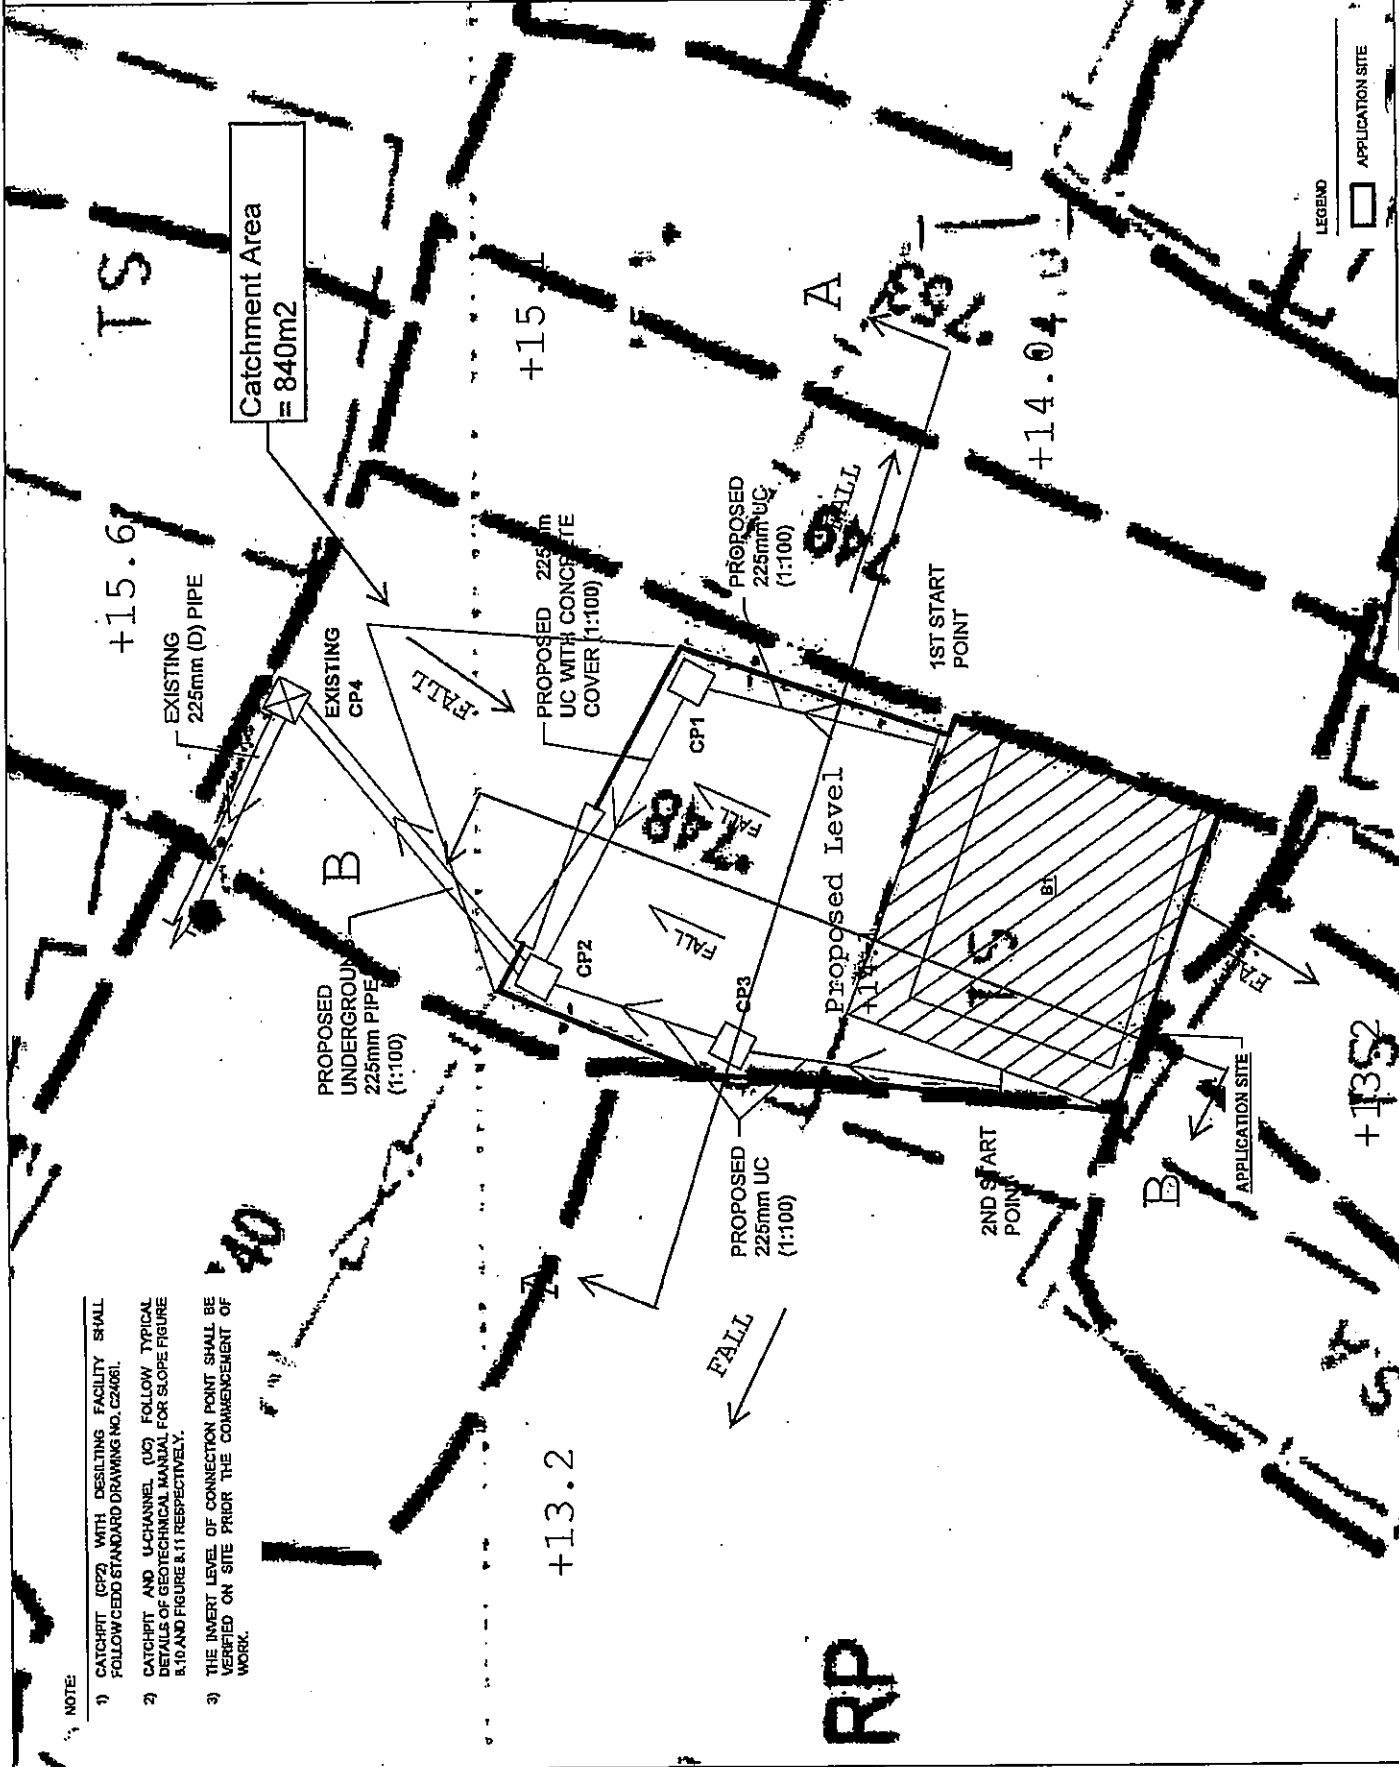 NOTE:
1) CATCHPIT (CP2) WITH DESILTING FACILITY SHALL
FOLLOW CEDD STANDARD DRAWING NO. C2406I.
2) CATCHPIT AND U-CHANNEL (UC) FOLLOW TYPICAL
DETAILS OF GEOTECHNICAL MANUAL FOR SLOPE FIGURE
8.10 AND FIGURE 8.11 RESPECTIVELY.
3) THE INVERT LEVEL OF CONNECTION POINT SHALL BE
VERIFIED ON SITE PRIOR THE COMMENCEMENT OF
WORK.
40
TS
+15.6
EXISTING
225mm (D) PIPE
Catchment Area
= 840m2
EXISTING
CP4
B
PROPOSED
UNDERGROUND
225mm PIPE
(1:100)
FALL
+15.1
PROPOSED 225mm
UC WITH CONCRETE
COVER (1:100)
CP1
CP2
CP3
FALL
FALL
748
PROPOSED
225mm UC
(1:100)
FALL
A
A
+13.2
FALL
PROPOSED
225mm UC
(1:100)
Proposed Level
1ST START
POINT
+14.04
753
B1
2ND START
POINT
B
APPLICATION SITE
FALL
RP
LEGEND
APPLICATION SITE